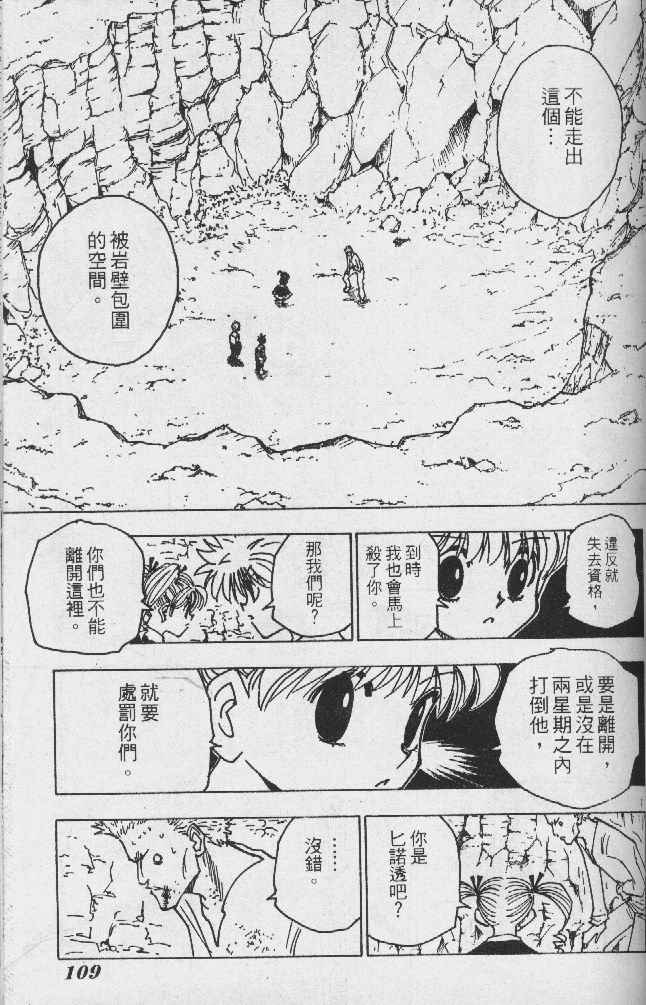 不能走出
這個…
被岩壁包圍
的空間。
違反就
失去資格，
到時
我也會馬上
殺了你。
那我們呢？
你們也不能
離開這裡。
要是離開，
或是沒在
兩星期之內
打倒他，
就要
處罰你們。
你是
匕諾透吧？
……
沒錯。
109